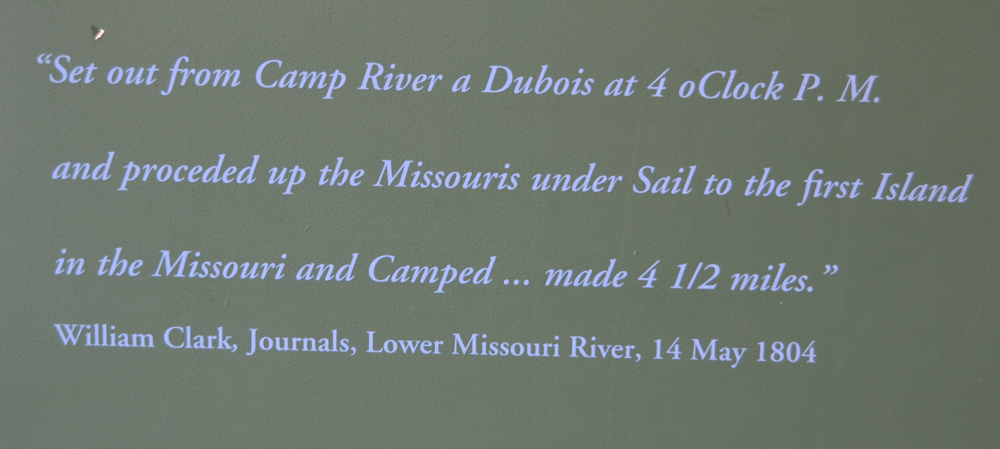 “Set out from Camp River a Dubois at 4 oClock P. M.
and proceded up the Missouris under Sail to the first Island
in the Missouri and Camped ... made 4 1/2 miles.”
William Clark, Journals, Lower Missouri River, 14 May 1804